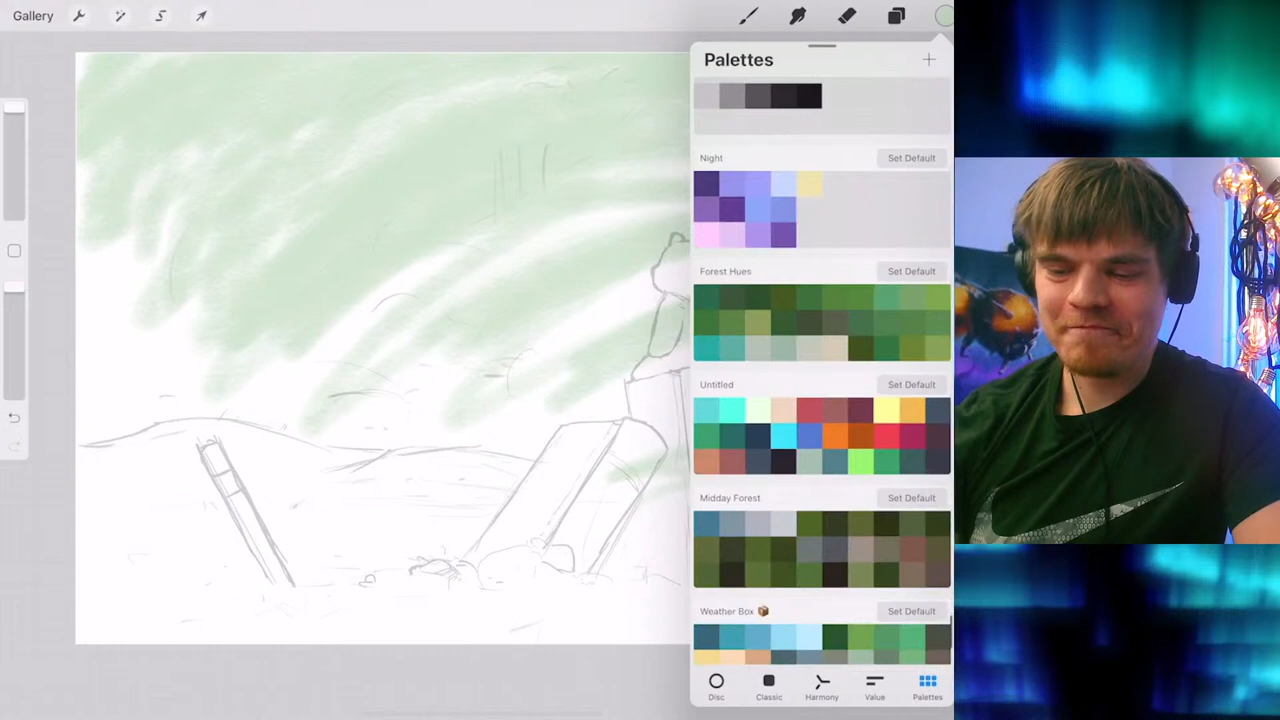 Gallery
Palettes
Night
Set Default
Forest Hues
Set Default
Untitled
Set Default
Midday Forest
Set Default
Weather Box 📦
Set Default
Disc
Classic
Harmony
Value
Palettes